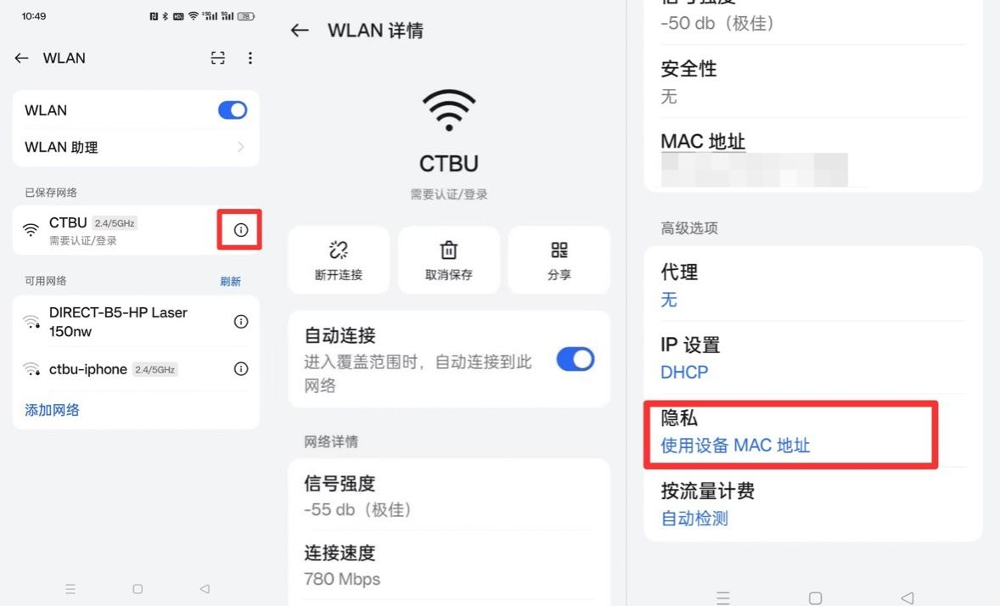 10:49
78
WLAN
WLAN
WLAN 助理
已保存网络
CTBU 2.4/5GHz
需要认证/登录
可用网络
刷新
DIRECT-B5-HP Laser
150nw
ctbu-iphone 2.4/5GHz
添加网络
WLAN 详情
CTBU
需要认证/登录
断开连接
取消保存
分享
自动连接
进入覆盖范围时，自动连接到此
网络
网络详情
信号强度
-55 db（极佳）
连接速度
780 Mbps
信号强度
-50 db（极佳）
安全性
无
MAC 地址
高级选项
代理
无
IP 设置
DHCP
隐私
使用设备 MAC 地址
按流量计费
自动检测